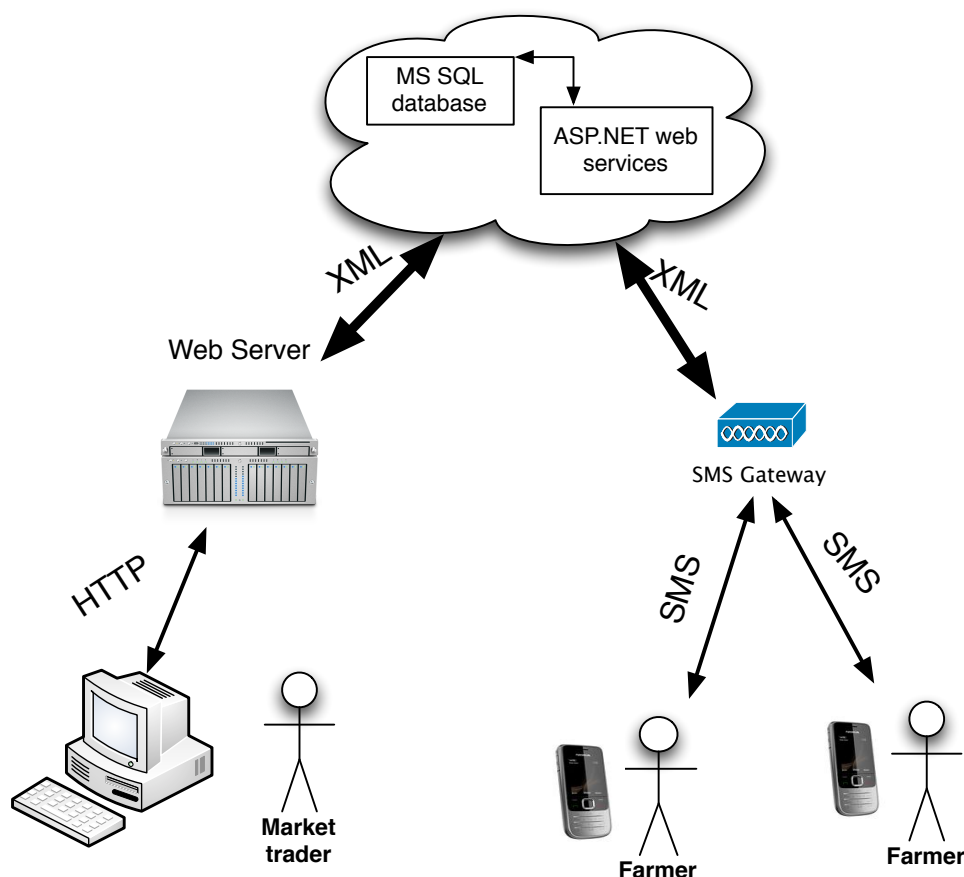 MS SQL
database
ASP.NET web
services
XML
XML
Web Server
SMS Gateway
HTTP
SMS
SMS
Market
trader
Farmer
Farmer